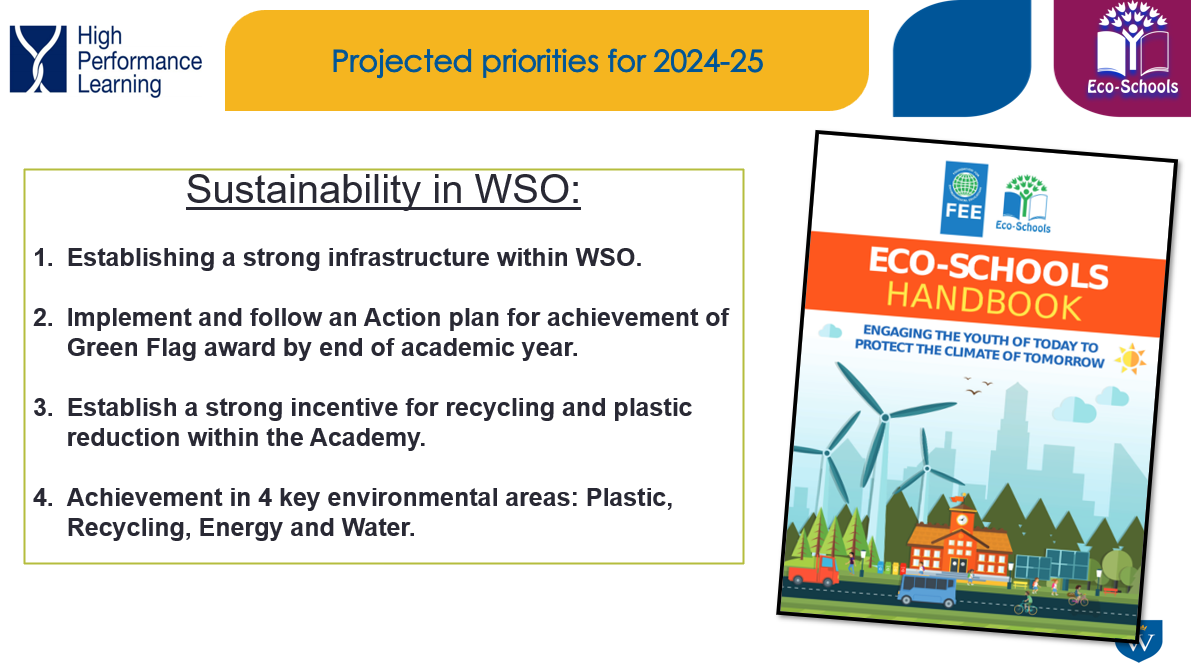 High
Performance
Learning
Projected priorities for 2024-25
Eco-Schools
Sustainability in WSO:
1. Establishing a strong infrastructure within WSO.
2. Implement and follow an Action plan for achievement of
Green Flag award by end of academic year.
3. Establish a strong incentive for recycling and plastic
reduction within the Academy.
4. Achievement in 4 key environmental areas: Plastic,
Recycling, Energy and Water.
FEE
Eco-Schools
ECO-SCHOOLS
HANDBOOK
ENGAGING THE YOUTH OF TODAY TO
PROTECT THE CLIMATE OF TOMORROW
W